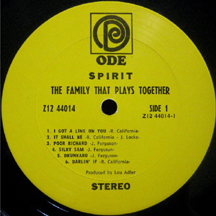 ODE
SPIRIT
THE FAMILY THAT PLAYS TOGETHER
Z12 44014
SIDE 1
Z12 44014-1
1. I GOT A LINE ON YOU -R. California-
2. IT SHALL BE -R. California - J. Locke-
3. POOR RICHARD -J. Ferguson-
4. SILKY SAM -J. Ferguson-
5. DRUNKARD -J. Ferguson-
6. DARLIN' IF -R. California-
Produced by Lou Adler
STEREO